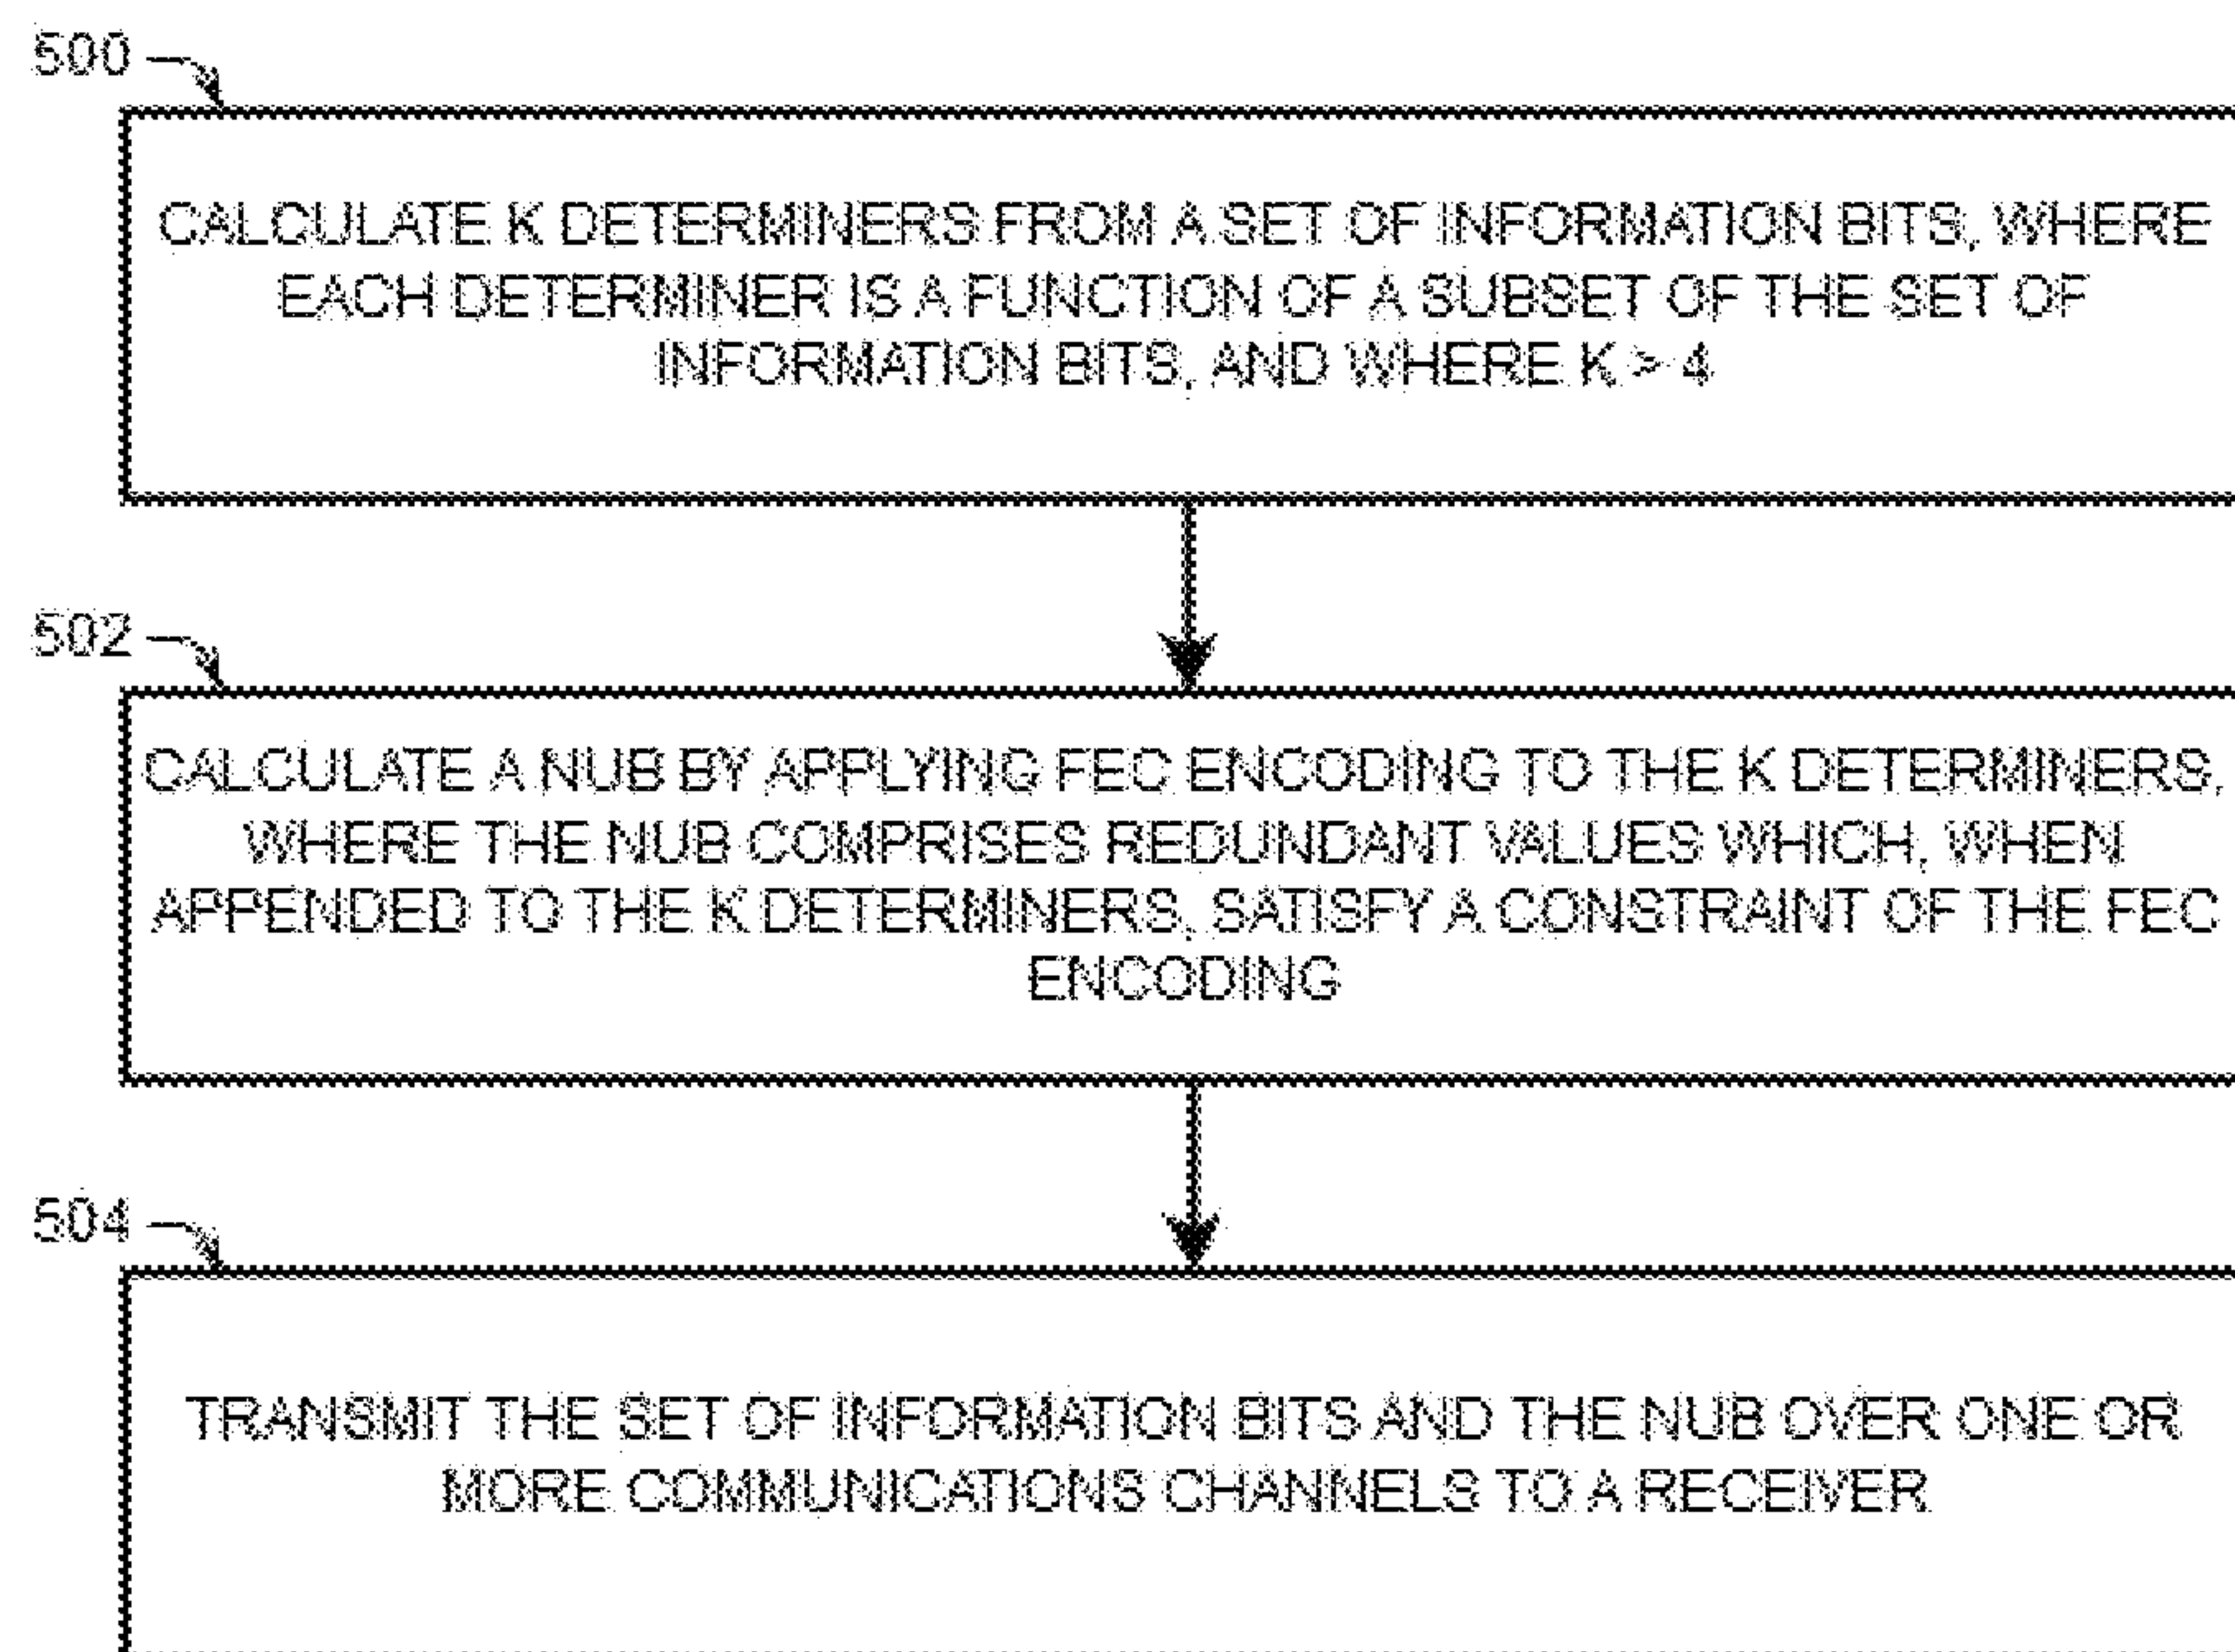 500
CALCULATE K DETERMINERS FROM A SET OF INFORMATION BITS, WHERE
EACH DETERMINER IS A FUNCTION OF A SUBSET OF THE SET OF
INFORMATION BITS, AND WHERE K > 4
502
CALCULATE A NUB BY APPLYING FEC ENCODING TO THE K DETERMINERS,
WHERE THE NUB COMPRISES REDUNDANT VALUES WHICH, WHEN
APPENDED TO THE K DETERMINERS, SATISFY A CONSTRAINT OF THE FEC
ENCODING
504
TRANSMIT THE SET OF INFORMATION BITS AND THE NUB OVER ONE OR
MORE COMMUNICATIONS CHANNELS TO A RECEIVER